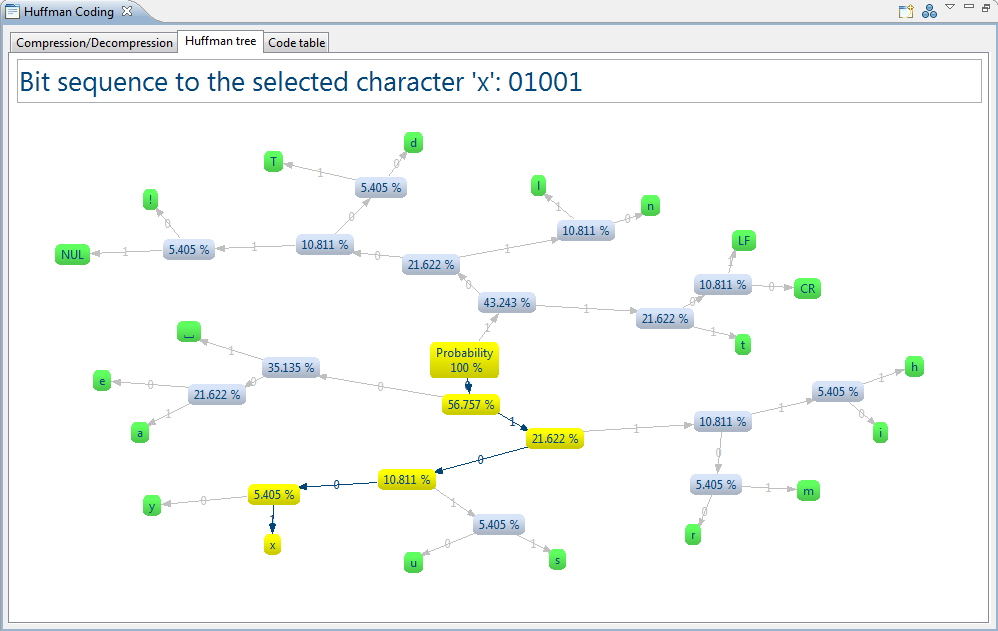 Huffman Coding
Compression/Decompression Huffman tree Code table
Bit sequence to the selected character 'x': 01001
d
T
1 0
5.405 %
!
l
n
0
0
1 0
NUL
1
5.405 %
1
10.811 %
0
21.622 %
1
10.811 %
LF
1
10.811 %
0
CR
0
43.243 %
1
21.622 %
0
1
t
1
Probability
100 %
0
␣
1
35.135 %
0
e
0
21.622 %
0
1
a
56.757 %
1
21.622 %
1
10.811 %
1
5.405 %
1
h
0
i
0
10.811 %
0
5.405 %
0
y
1
x
1
5.405 %
0
u
1
s
0
5.405 %
1
m
0
r